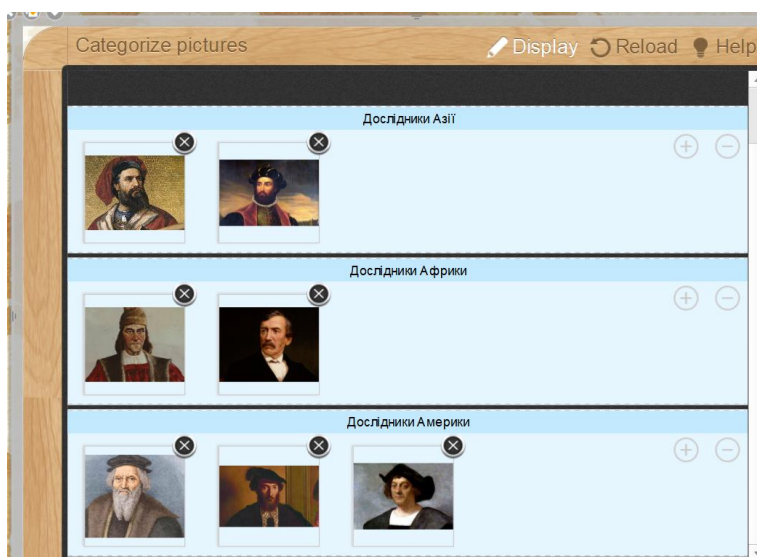 Categorize pictures Display Reload Help
Дослідники Азії
Дослідники Африки
Дослідники Америки